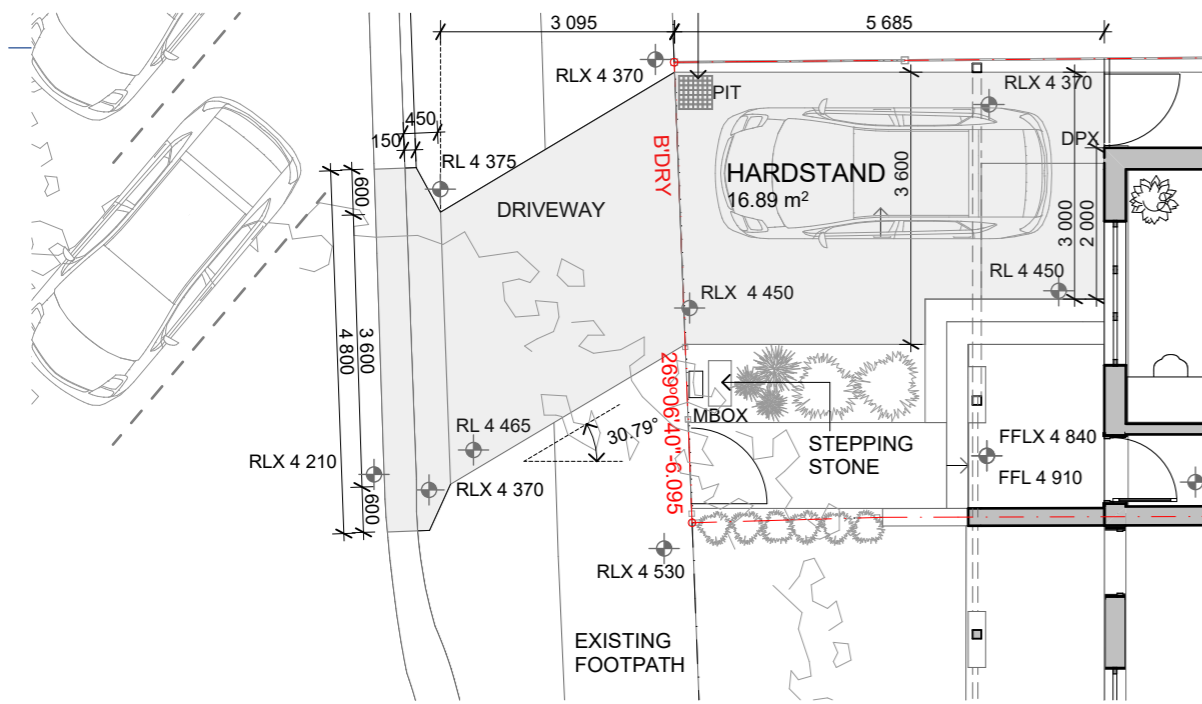 3 095
5 685
RLX 4 370
PIT
RLX 4 370
450
150
DPX
RL 4 375
B'DRY
HARDSTAND
16.89 m²
3 600
600
DRIVEWAY
3 000
2 000
RL 4 450
RLX 4 450
3 600
4 800
269º06'40"-6.095
MBOX
RL 4 465
30.79°
STEPPING
STONE
FFLX 4 840
FFL 4 910
RLX 4 210
RLX 4 370
600
RLX 4 530
EXISTING
FOOTPATH